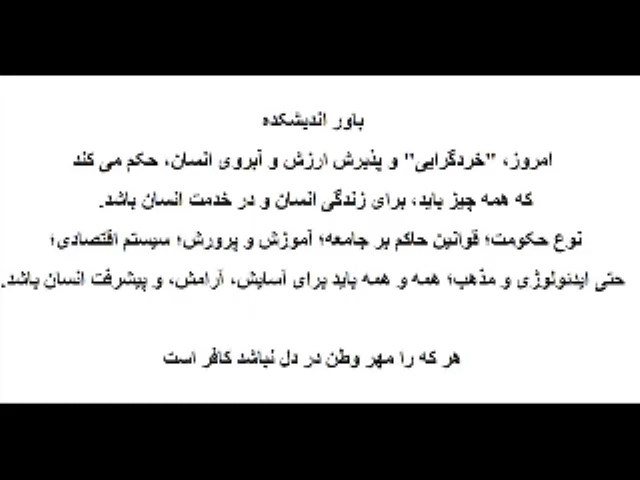 باور اندیشکده
امروز، "خردگرایی" و پذیرش ارزش و آبروی انسان، حکم می کند
که همه چیز باید، برای زندگی انسان و در خدمت انسان باشد.
نوع حکومت؛ قوانین حاکم بر جامعه؛ آموزش و پرورش؛ سیستم اقتصادی؛
حتی ایدئولوژی و مذهب؛ همه و همه باید برای آسایش، آرامش، و پیشرفت انسان باشد.
هر که را مهر وطن در دل نباشد کافر است